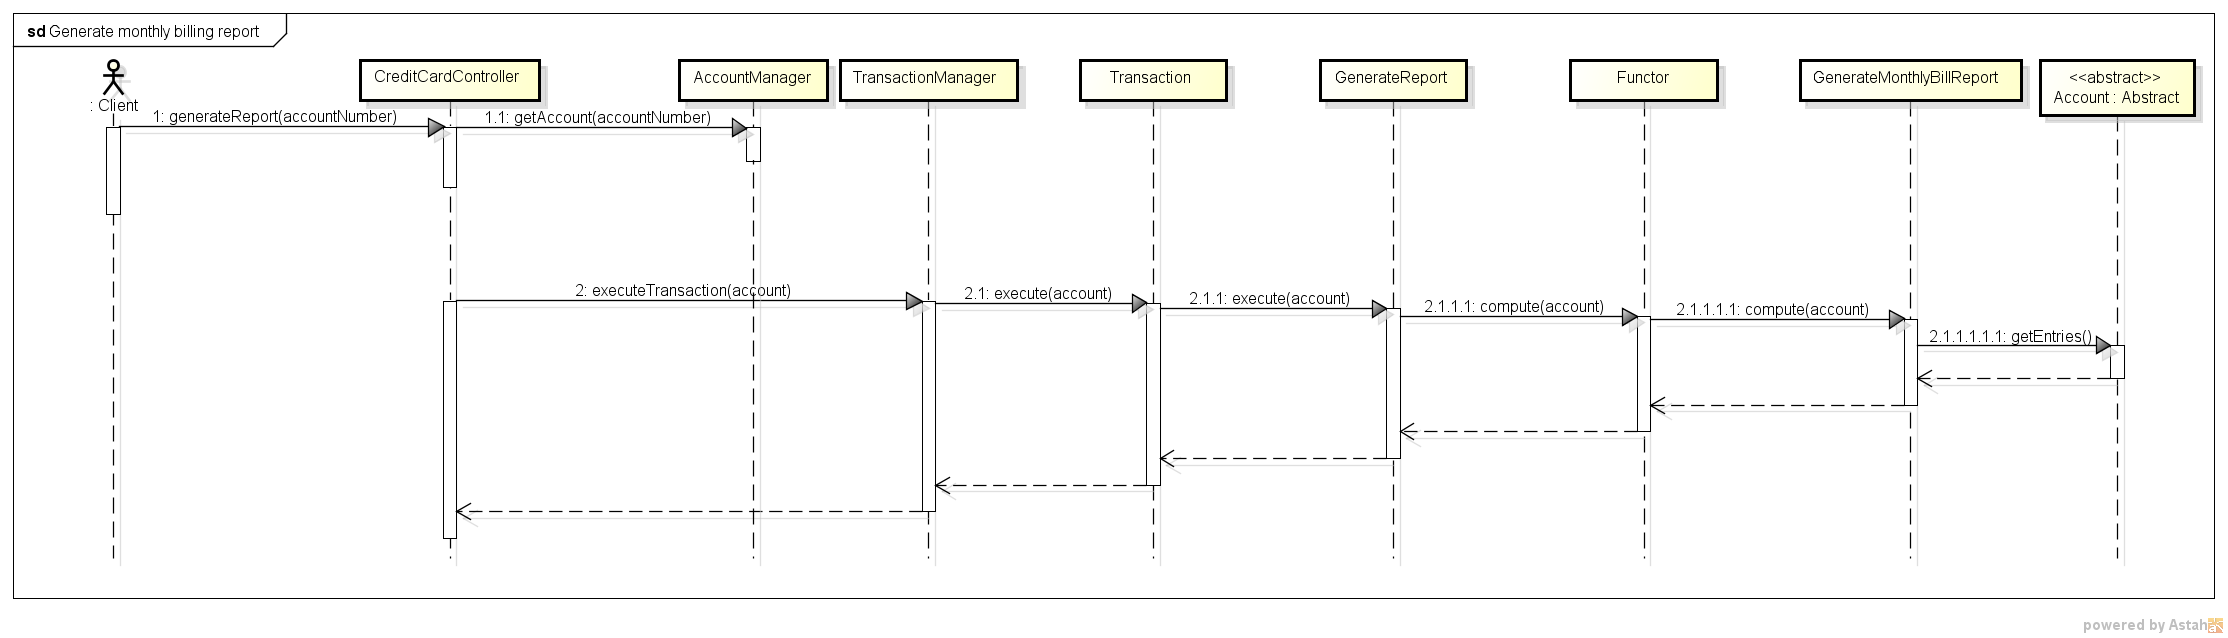 sd Generate monthly billing report
: Client
CreditCardController
AccountManager
TransactionManager
Transaction
GenerateReport
Functor
GenerateMonthlyBillReport
<<abstract>>
Account : Abstract
1: generateReport(accountNumber)
1.1: getAccount(accountNumber)
2: executeTransaction(account)
2.1: execute(account)
2.1.1: execute(account)
2.1.1.1: compute(account)
2.1.1.1.1: compute(account)
2.1.1.1.1.1: getEntries()
powered by Astah